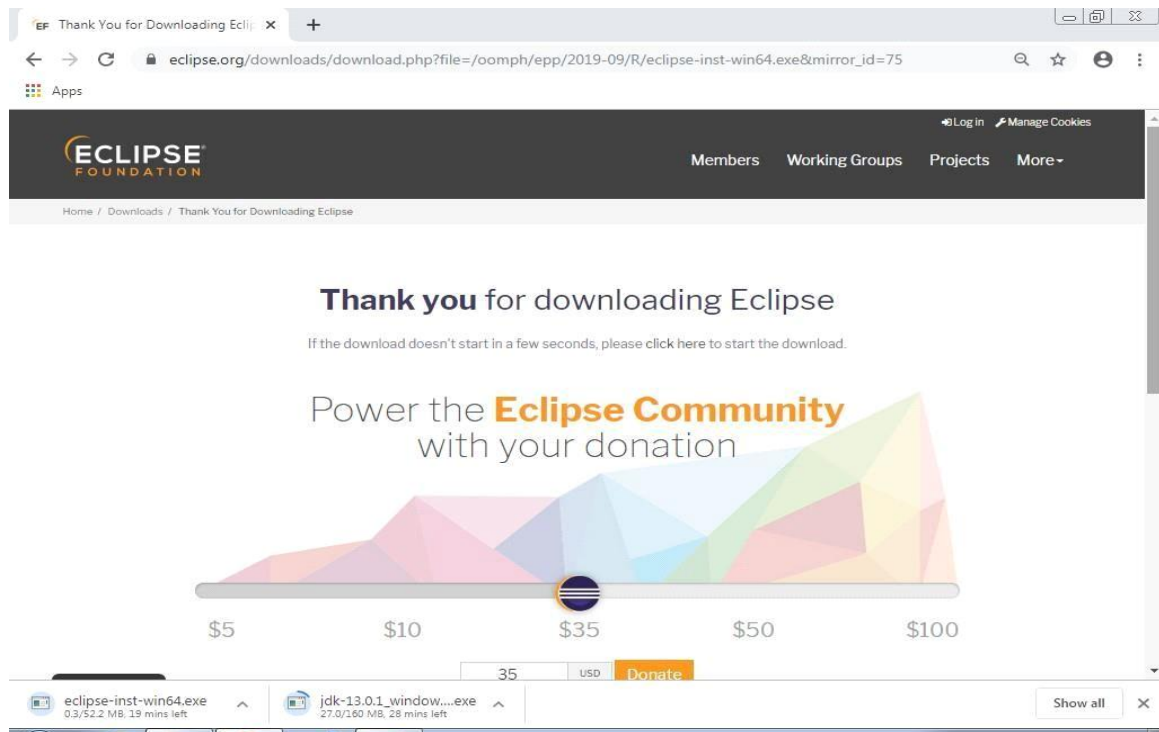 EF Thank You for Downloading Eclip
eclipse.org/downloads/download.php?file=/oomph/epp/2019-09/R/eclipse-inst-win64.exe&mirror_id=75
Apps
Log in Manage Cookies
ECLIPSE
FOUNDATION
Members Working Groups Projects More
Home / Downloads / Thank You for Downloading Eclipse
Thank you for downloading Eclipse
If the download doesn't start in a few seconds, please click here to start the download.
Power the Eclipse Community
with your donation
$5 $10 $35 $50 $100
35 USD Donate
eclipse-inst-win64.exe
0.3/52.2 MB, 19 mins left
jdk-13.0.1_window....exe
27.0/160 MB, 28 mins left
Show all